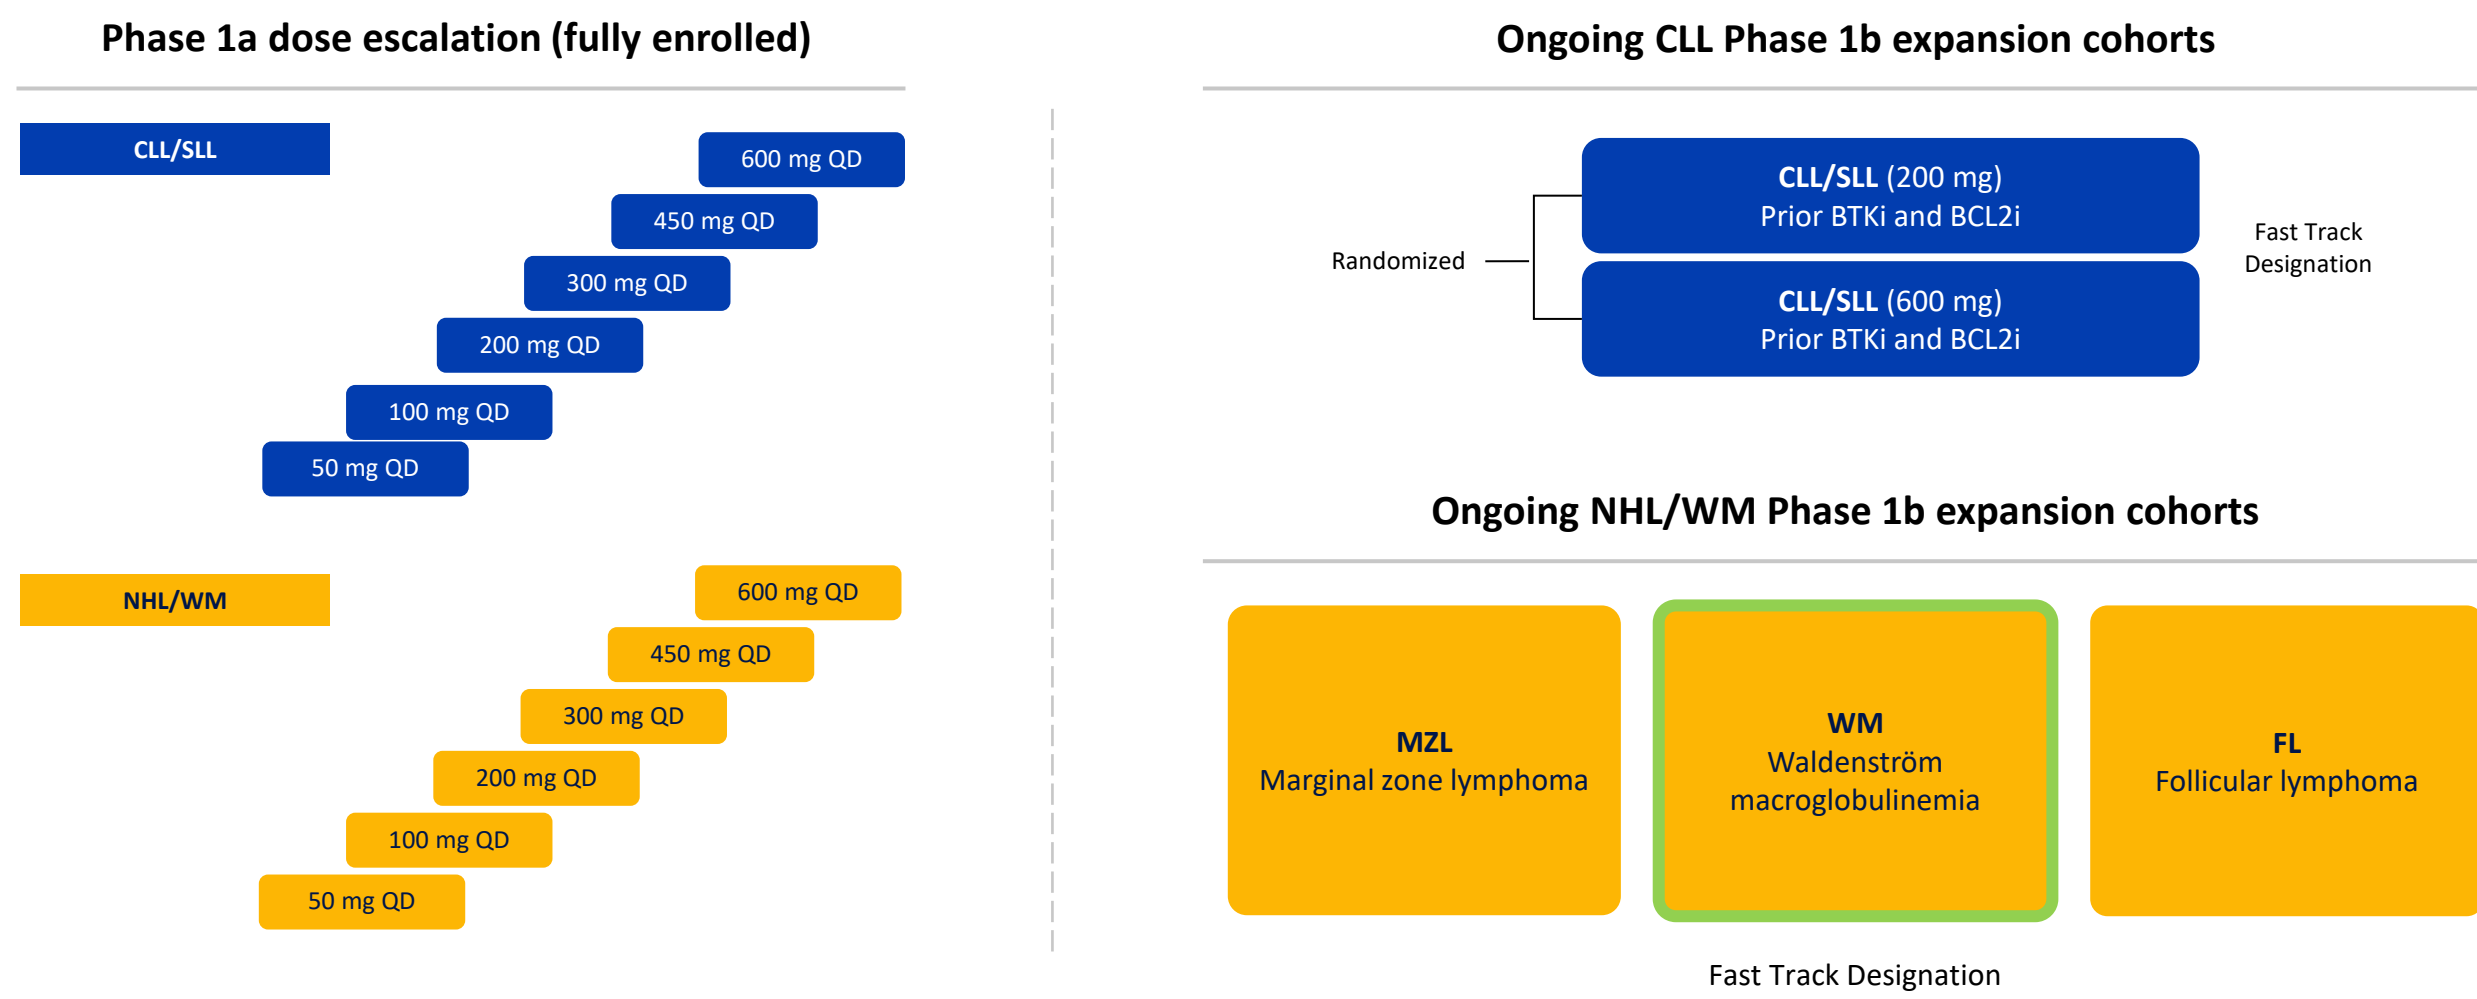 Phase 1a dose escalation (fully enrolled)
CLL/SLL
600 mg QD
450 mg QD
300 mg QD
200 mg QD
100 mg QD
50 mg QD
NHL/WM
600 mg QD
450 mg QD
300 mg QD
200 mg QD
100 mg QD
50 mg QD
Ongoing CLL Phase 1b expansion cohorts
Randomized
CLL/SLL (200 mg)
Prior BTKi and BCL2i
CLL/SLL (600 mg)
Prior BTKi and BCL2i
Fast Track
Designation
Ongoing NHL/WM Phase 1b expansion cohorts
MZL
Marginal zone lymphoma
WM
Waldenström
macroglobulinemia
FL
Follicular lymphoma
Fast Track Designation